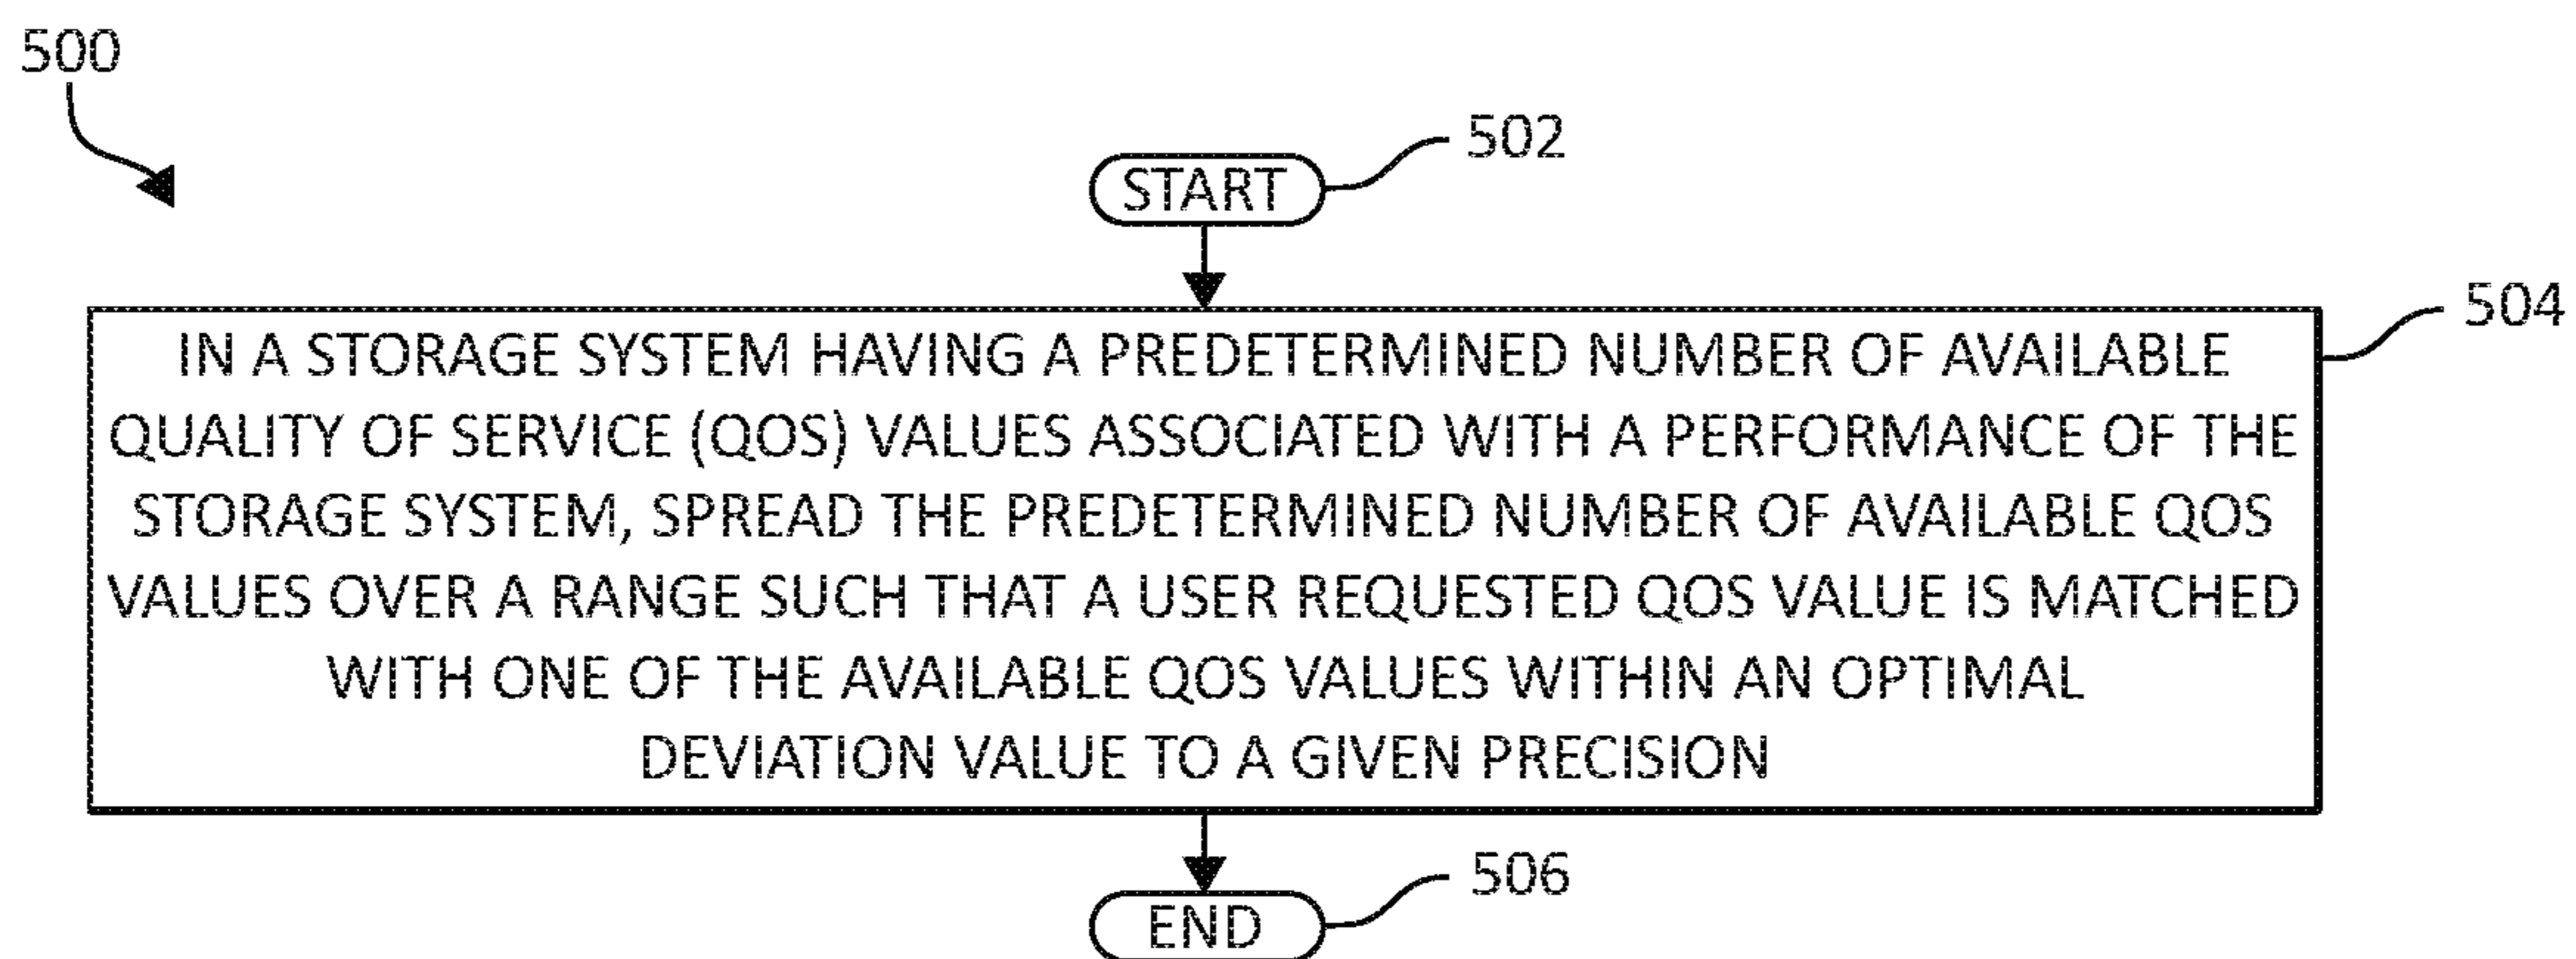 500
502
START
504
IN A STORAGE SYSTEM HAVING A PREDETERMINED NUMBER OF AVAILABLE
QUALITY OF SERVICE (QOS) VALUES ASSOCIATED WITH A PERFORMANCE OF THE
STORAGE SYSTEM, SPREAD THE PREDETERMINED NUMBER OF AVAILABLE QOS
VALUES OVER A RANGE SUCH THAT A USER REQUESTED QOS VALUE IS MATCHED
WITH ONE OF THE AVAILABLE QOS VALUES WITHIN AN OPTIMAL
DEVIATION VALUE TO A GIVEN PRECISION
506
END